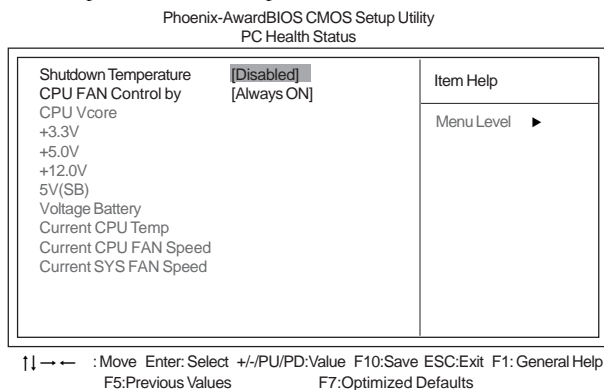 Phoenix-AwardBIOS CMOS Setup Utility
PC Health Status
Shutdown Temperature [Disabled]
CPU FAN Control by [Always ON]
CPU Vcore
+3.3V
+5.0V
+12.0V
5V(SB)
Voltage Battery
Current CPU Temp
Current CPU FAN Speed
Current SYS FAN Speed
Item Help
Menu Level ►
↑↓→← : Move Enter: Select +/-/PU/PD:Value F10:Save ESC:Exit F1: General Help
F5:Previous Values F7:Optimized Defaults